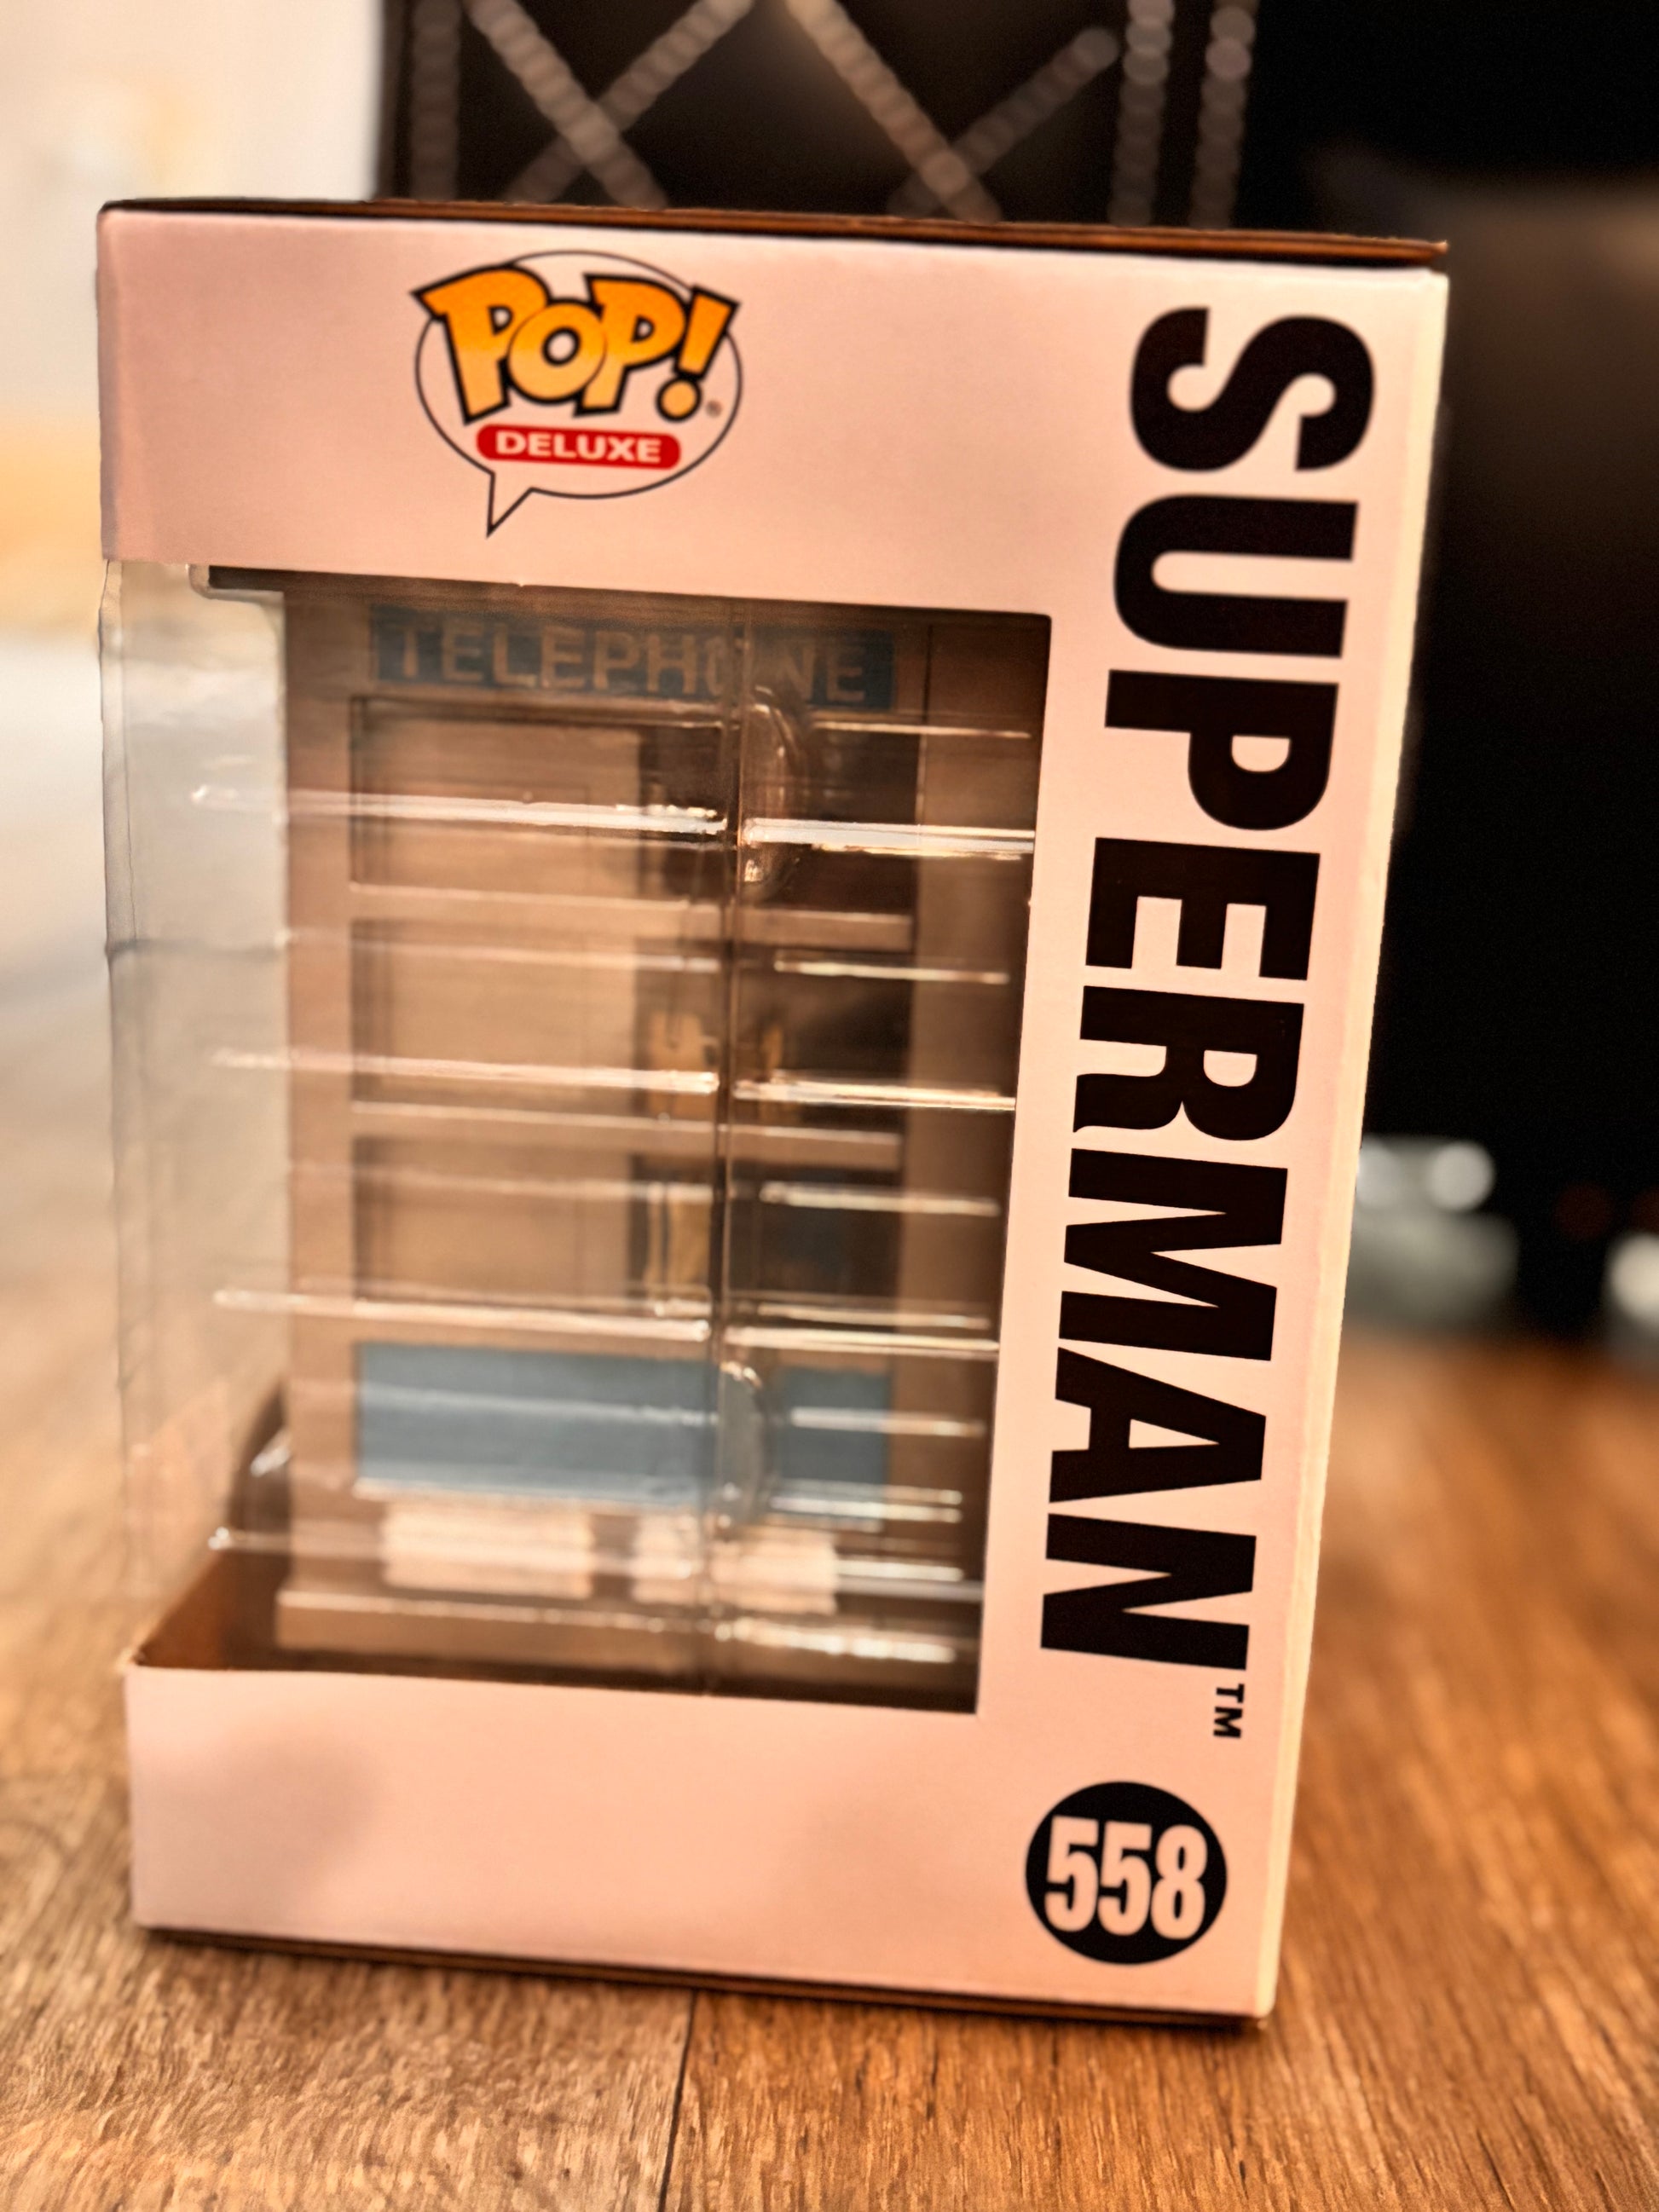 POP!®
DELUXE
TELEPHONE
SUPERMAN™
558